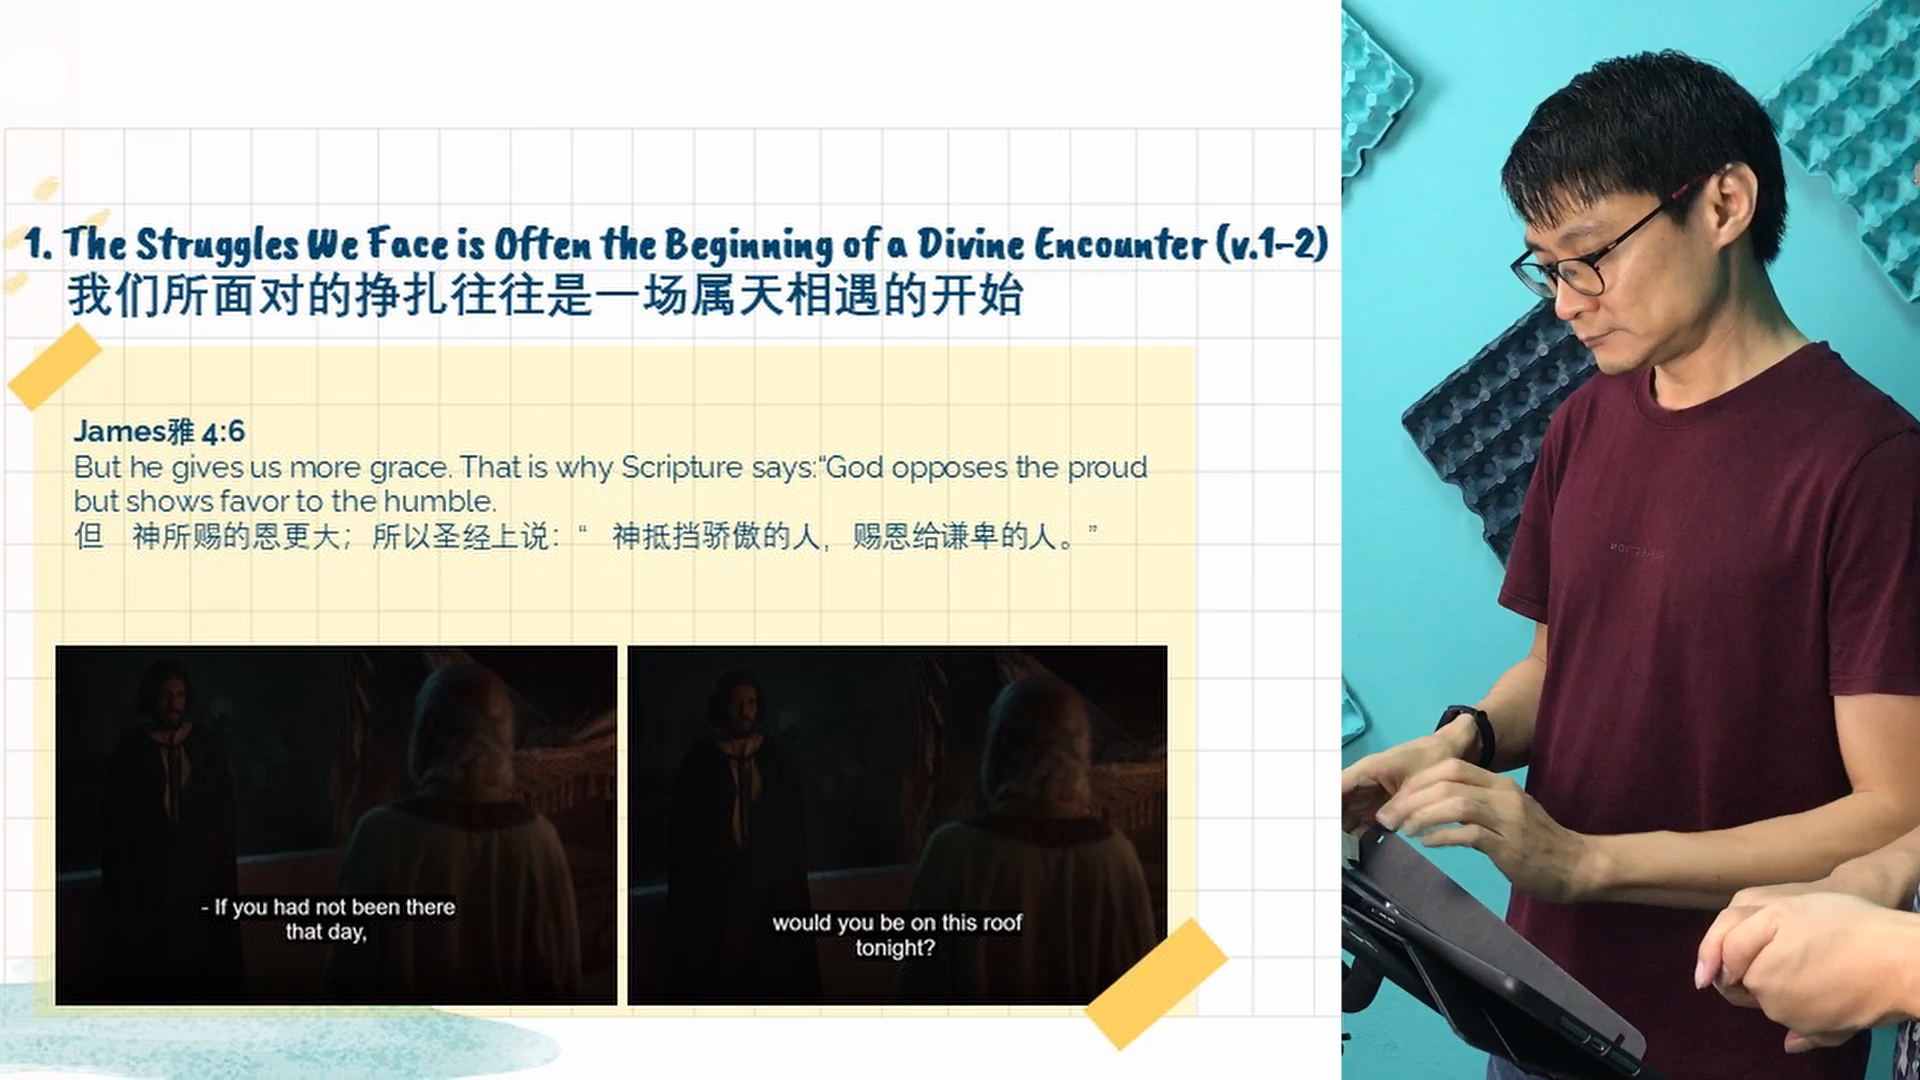 1. The Struggles We Face is Often the Beginning of a Divine Encounter (v.1-2)
我们所面对的挣扎往往是一场属天相遇的开始
James雅 4:6
But he gives us more grace. That is why Scripture says:“God opposes the proud
but shows favor to the humble.
但 神所赐的恩更大；所以圣经上说：“ 神抵挡骄傲的人，赐恩给谦卑的人。”
- If you had not been there
that day,
would you be on this roof
tonight?